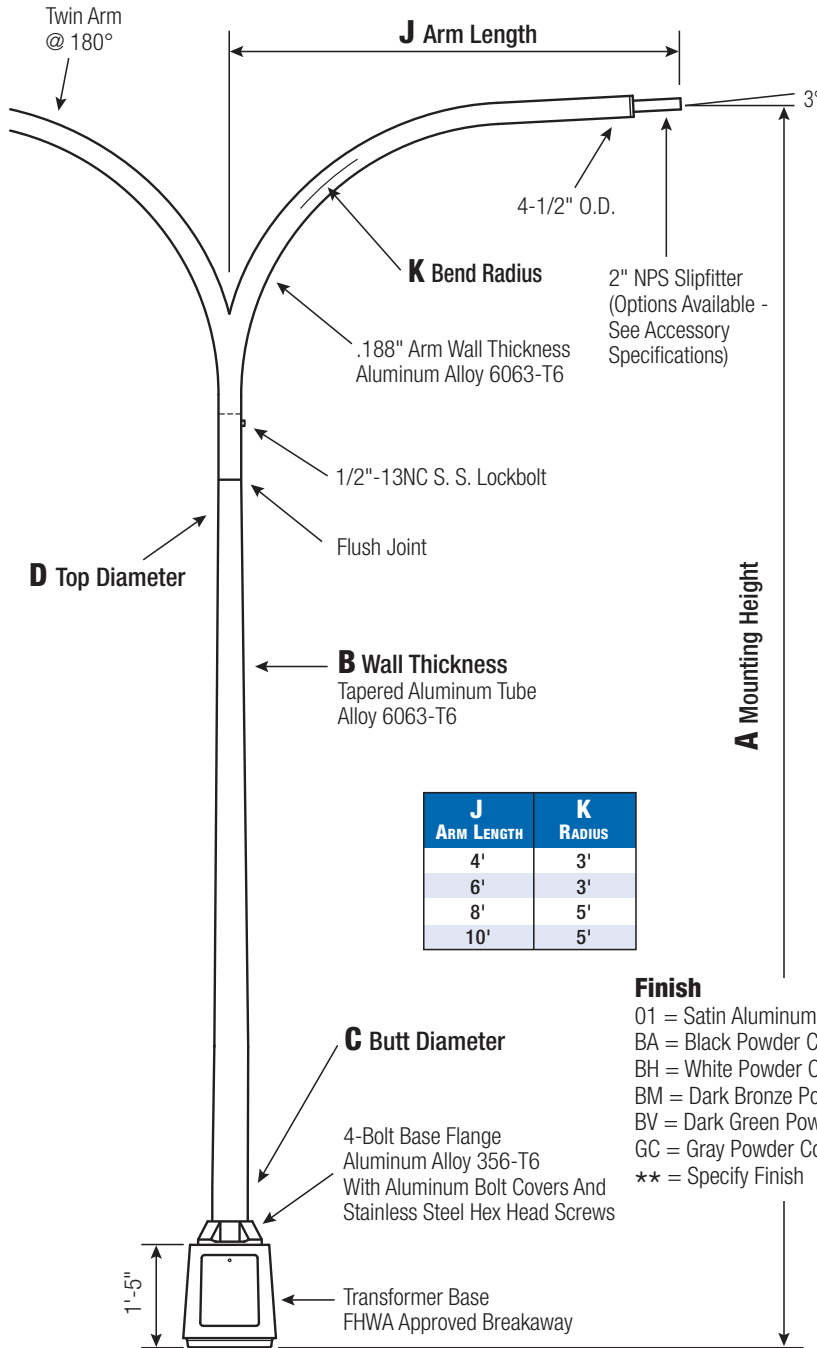 Twin Arm
@ 180°
J Arm Length
3°
4-1/2" O.D.
K Bend Radius
2" NPS Slipfitter
(Options Available -
See Accessory
Specifications)
.188" Arm Wall Thickness
Aluminum Alloy 6063-T6
1/2"-13NC S. S. Lockbolt
Flush Joint
D Top Diameter
A Mounting Height
B Wall Thickness
Tapered Aluminum Tube
Alloy 6063-T6
J K
ARM LENGTH RADIUS
4' 3'
6' 3'
8' 5'
10' 5'
Finish
01 = Satin Aluminum
BA = Black Powder
BH = White Powder
BM = Dark Bronze
BV = Dark Green
GC = Gray Powder
** = Specify Finish
C Butt Diameter
4-Bolt Base Flange
Aluminum Alloy 356-T6
With Aluminum Bolt Covers And
Stainless Steel Hex Head Screws
1'-5"
Transformer Base
FHWA Approved Breakaway